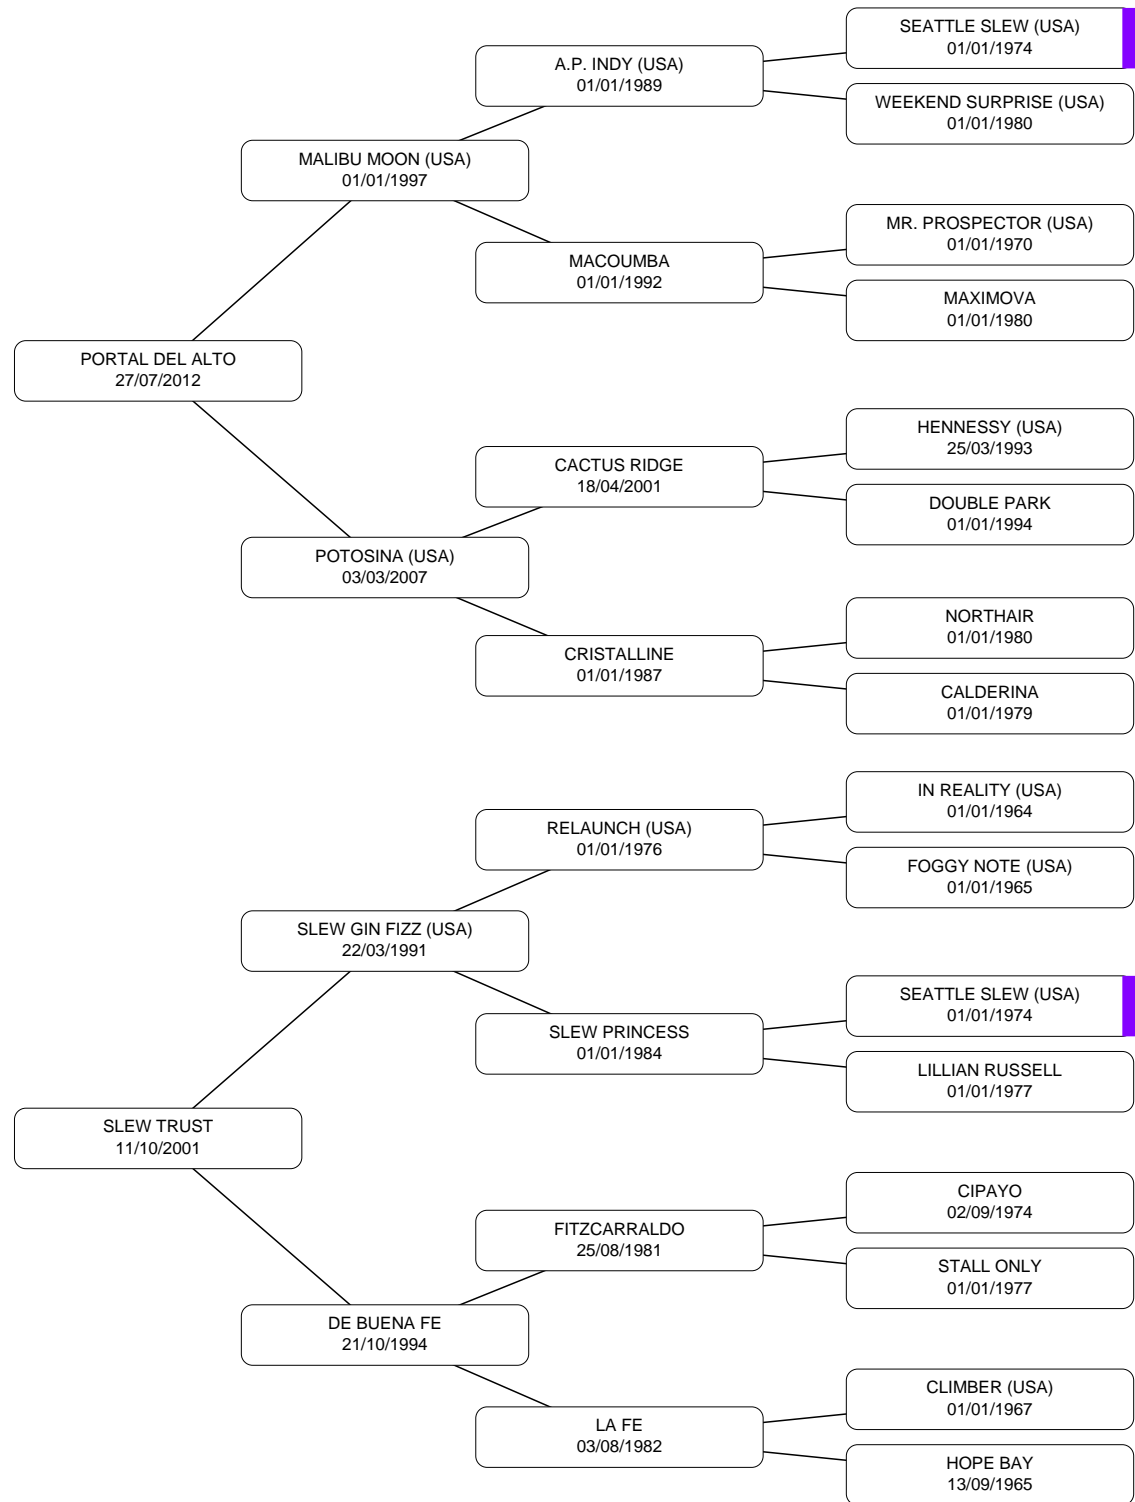 SEATTLE SLEW (USA)
01/01/1974
A.P. INDY (USA)
01/01/1989
WEEKEND SURPRISE (USA)
01/01/1980
MALIBU MOON (USA)
01/01/1997
MR. PROSPECTOR (USA)
01/01/1970
MACOUMBA
01/01/1992
MAXIMOVA
01/01/1980
PORTAL DEL ALTO
27/07/2012
HENNESSY (USA)
25/03/1993
CACTUS RIDGE
18/04/2001
DOUBLE PARK
01/01/1994
POTOSINA (USA)
03/03/2007
NORTHAIR
01/01/1980
CRISTALLINE
01/01/1987
CALDERINA
01/01/1979
IN REALITY (USA)
01/01/1964
RELAUNCH (USA)
01/01/1976
FOGGY NOTE (USA)
01/01/1965
SLEW GIN FIZZ (USA)
22/03/1991
SEATTLE SLEW (USA)
01/01/1974
SLEW PRINCESS
01/01/1984
LILLIAN RUSSELL
01/01/1977
SLEW TRUST
11/10/2001
CIPAYO
02/09/1974
FITZCARRALDO
25/08/1981
STALL ONLY
01/01/1977
DE BUENA FE
21/10/1994
CLIMBER (USA)
01/01/1967
LA FE
03/08/1982
HOPE BAY
13/09/1965